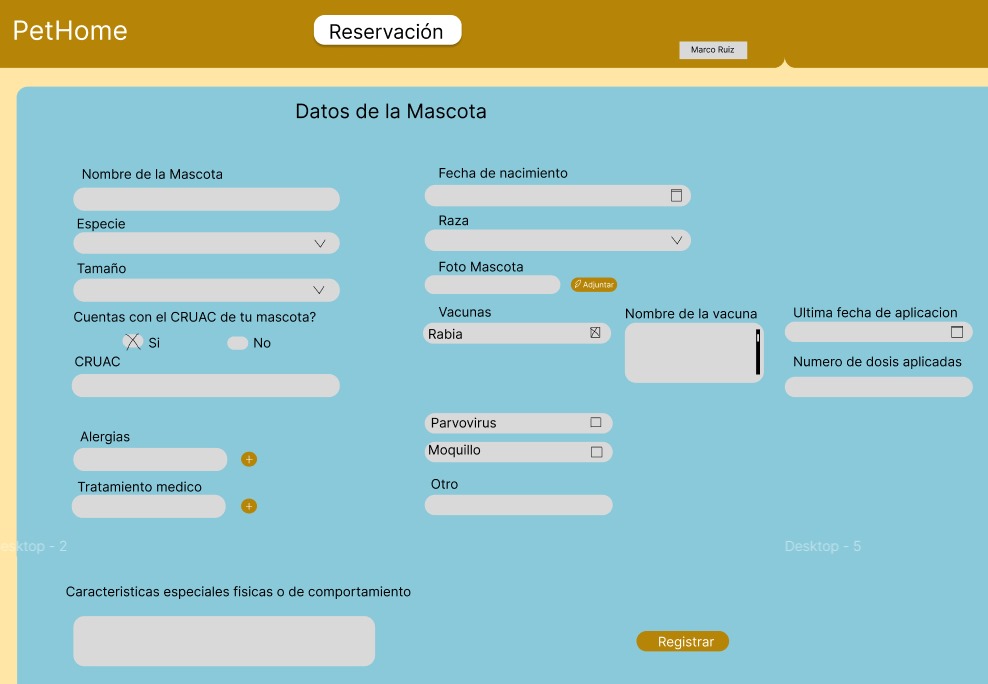 PetHome
Reservación
Marco Ruiz
Datos de la Mascota
Nombre de la Mascota
Fecha de nacimiento
Especie
Raza
Tamaño
Foto Mascota
Adjuntar
Cuentas con el CRUAC de tu mascota?
Si
No
CRUAC
Vacunas
Rabia
Nombre de la vacuna
Ultima fecha de aplicacion
Numero de dosis aplicadas
Parvovirus
Moquillo
Otro
Alergias
Tratamiento medico
esktop - 2
Desktop - 5
Caracteristicas especiales fisicas o de comportamiento
Registrar